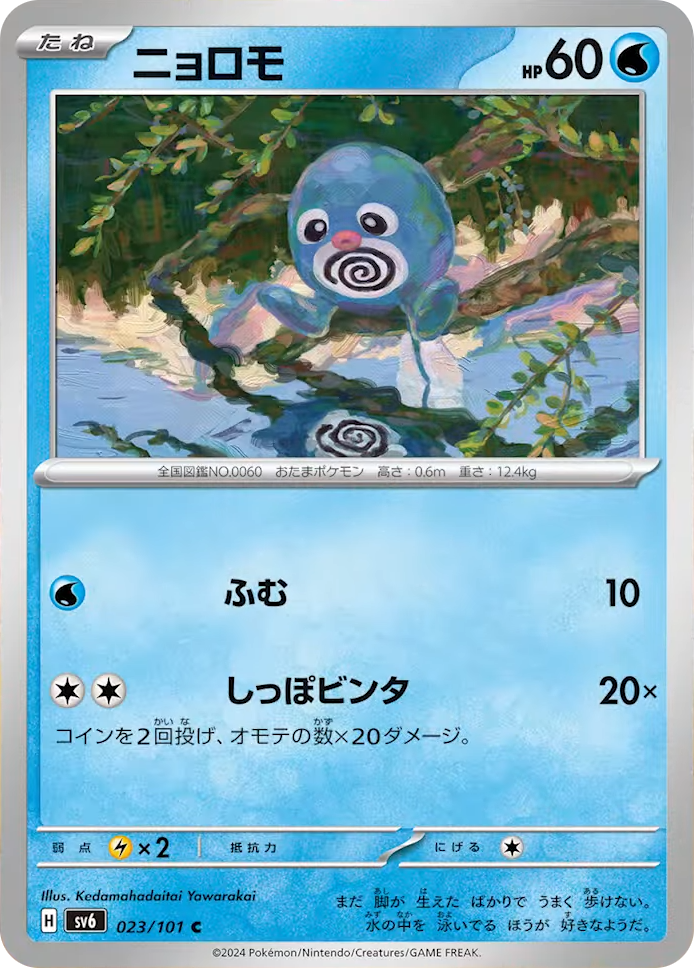 たね
ニョロモ
HP60
全国図鑑NO.0060 おたまポケモン 高さ:0.6m 重さ:12.4kg
ふむ 10
しっぽビンタ 20×
コインを2回投げ、オモテの数×20ダメージ。
弱点 ×2 抵抗力 にげる
Illus. Kedamahadaitai Yawarakai
まだ 脚が 生えた ばかりで うまく 歩けない。
水の中を 泳いでる ほうが 好きなようだ。
H sv6 023/101 C
©2024 Pokémon/Nintendo/Creatures/GAME FREAK.